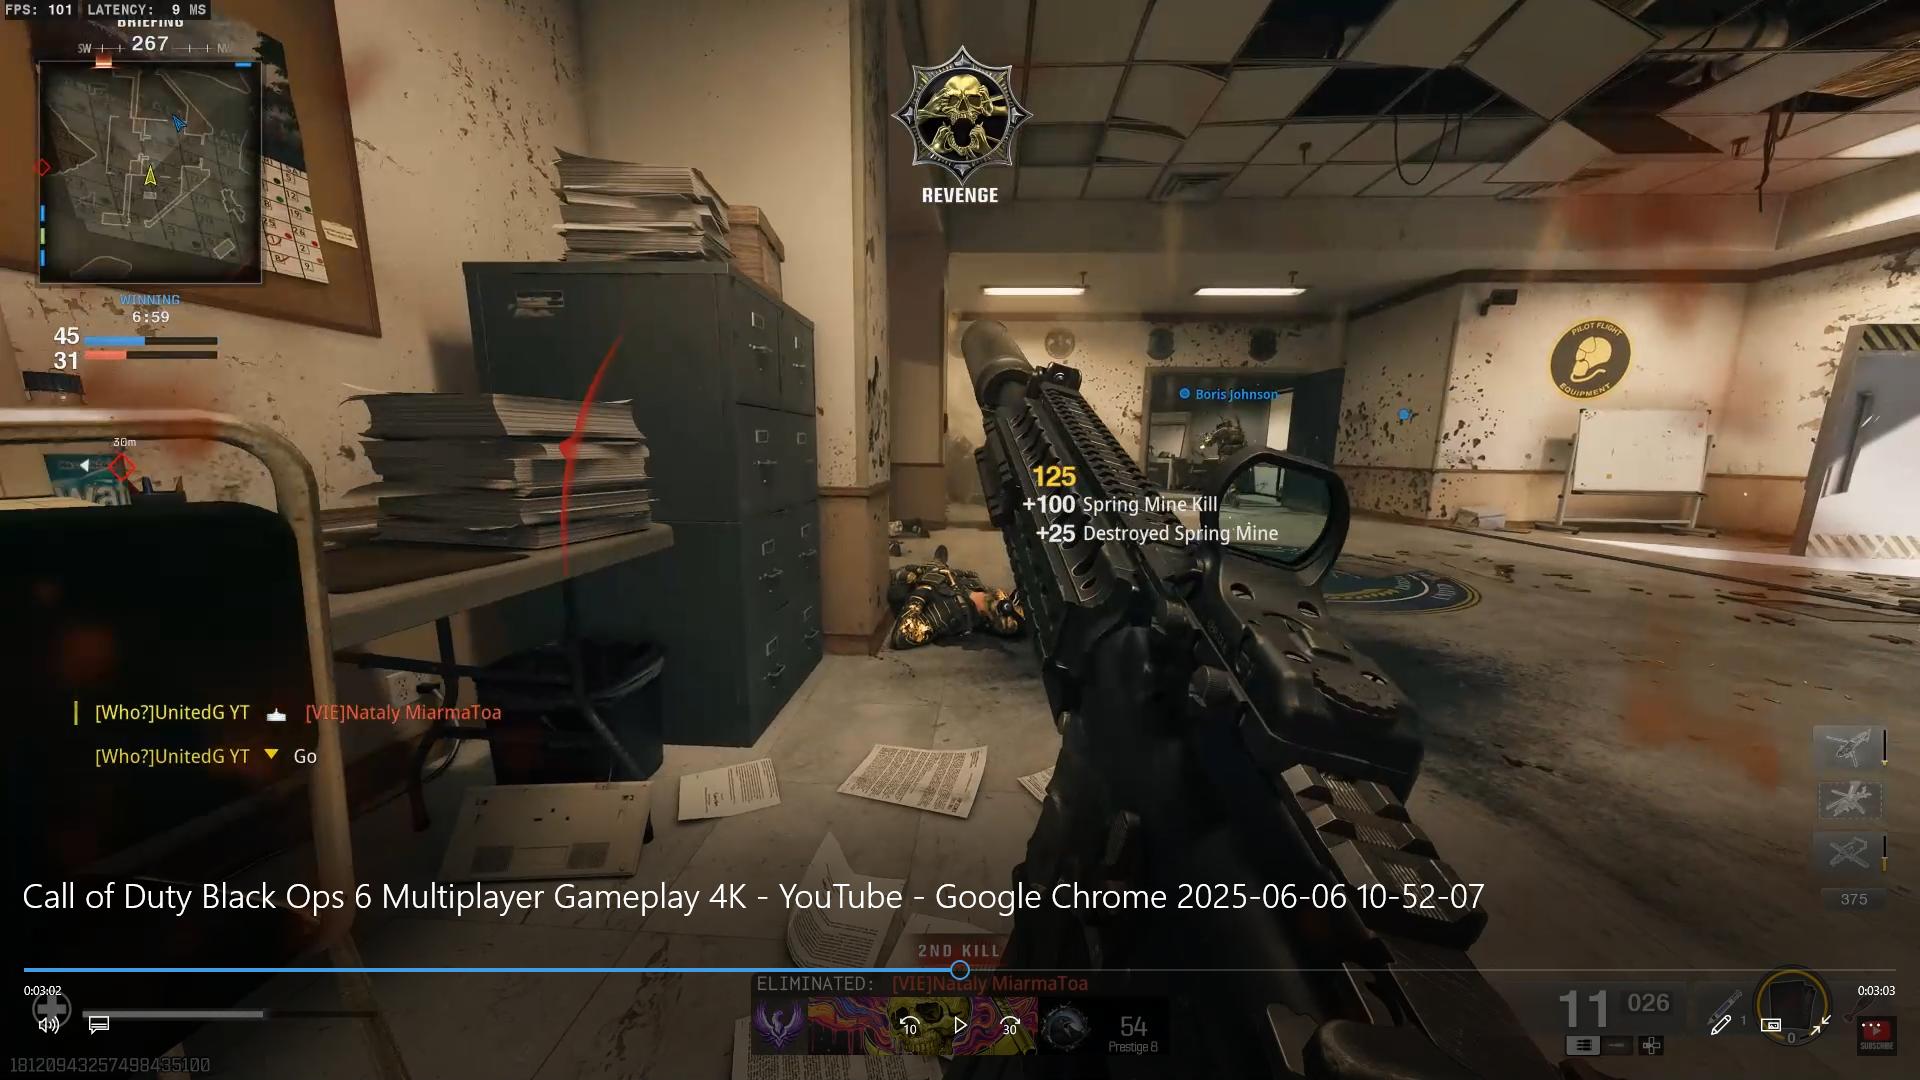 FPS: 101 LATENCY: 9 MS
BRIEFING
SW 267 NW
REVENGE
WINNING
6:59
45
31
PILOT FLIGHT
EQUIPMENT
30m
Boris Johnson
125
+100 Spring Mine Kill
+25 Destroyed Spring Mine
[Who?]UnitedG YT [VIE]Nataly MiarmaToa
[Who?]UnitedG YT Go
Call of Duty Black Ops 6 Multiplayer Gameplay 4K - YouTube - Google Chrome 2025-06-06 10-52-07
375
2ND KILL
ELIMINATED: [VIE]Nataly MiarmaToa
0:03:02
0:03:03
10
30
54
Prestige 8
11 026
1
0
SUBSCRIBE
18120943257498435100